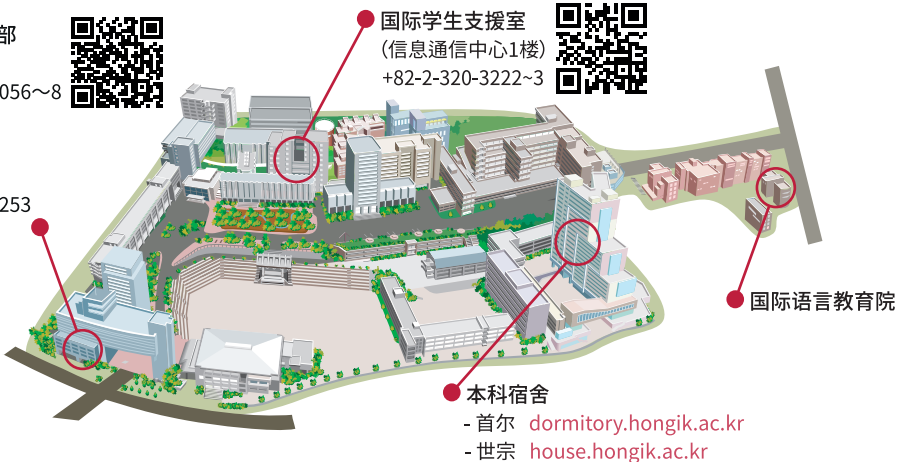 部
056～8
国际学生支援室
（信息通信中心1楼）
+82-2-320-3222~3
253
国际语言教育院
本科宿舍
- 首尔 dormitory.hongik.ac.kr
- 世宗 house.hongik.ac.kr